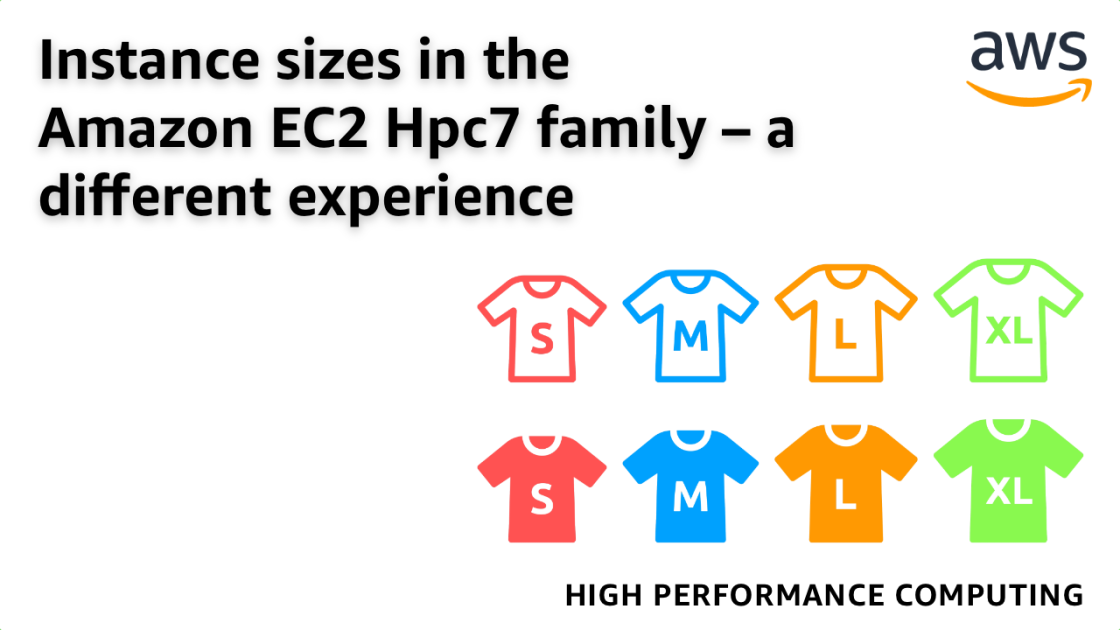 Instance sizes in the
Amazon EC2 Hpc7 family – a
different experience
aws
S M L XL
S M L XL
HIGH PERFORMANCE COMPUTING